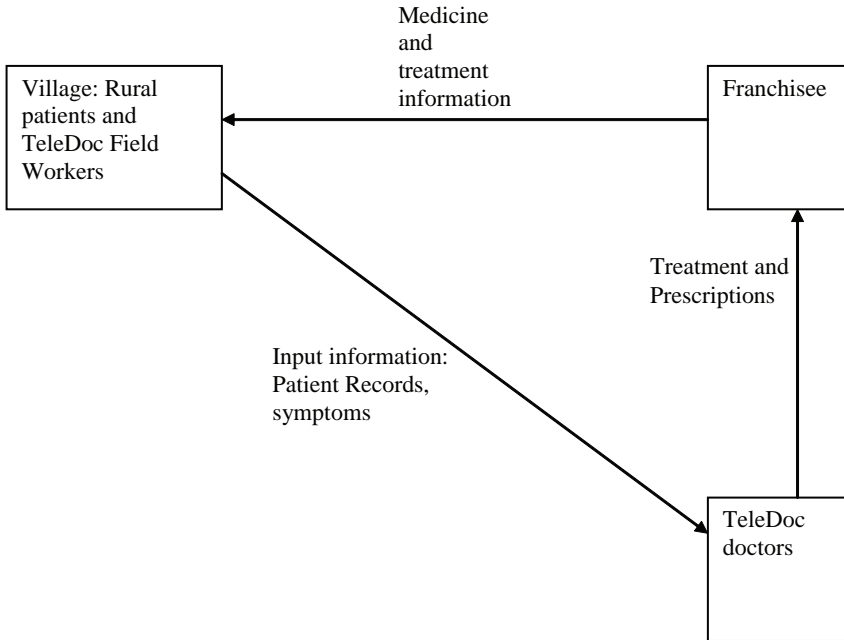 Medicine
and
treatment
information
Village: Rural
patients and
TeleDoc Field
Workers
Franchisee
Treatment and
Prescriptions
Input information:
Patient Records,
symptoms
TeleDoc
doctors